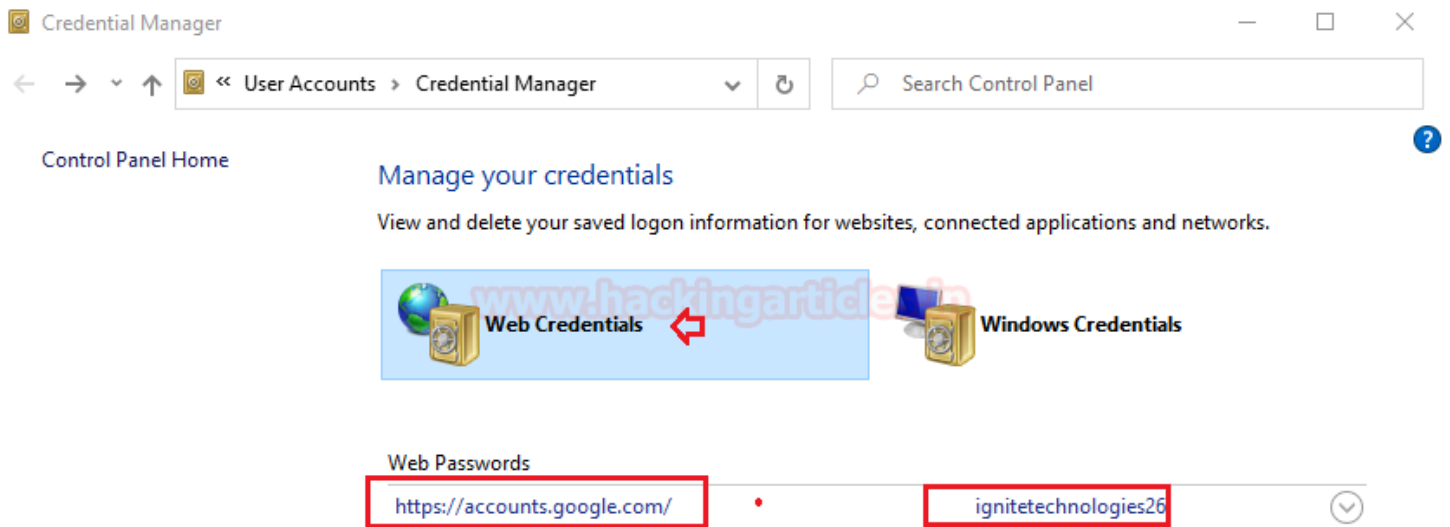 Credential Manager
« User Accounts > Credential Manager
Search Control Panel
?
Control Panel Home
Manage your credentials
View and delete your saved logon information for websites, connected applications and networks.
www.hackingarticles.in
Web Credentials
Windows Credentials
Web Passwords
https://accounts.google.com/ ignitetechnologies26